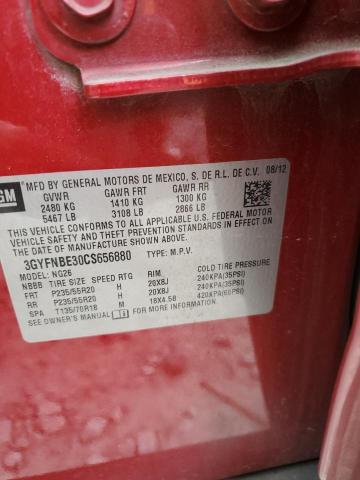 GM
MFD BY GENERAL MOTORS DE MEXICO, S. DE R.L. DE C.V. 08/12
GVWR GAWR FRT GAWR RR
2480 KG 1410 KG 1300 KG
5467 LB 3108 LB 2866 LB
THIS VEHICLE CONFORMS TO ALL APPLICABLE U.S. FEDERAL MOTOR
VEHICLE SAFETY AND THEFT PREVENTION STANDARDS IN EFFECT ON
THE DATE OF MANUFACTURE SHOWN ABOVE.
3GYFNBE30CS656880 TYPE: M.P.V.
MODEL: NG26
NBBB TIRE SIZE SPEED RTG RIM COLD TIRE PRESSURE
FRT P235/55R20 H 20X8J 240KPA(35PSI)
RR P235/55R20 H 20X8J 240KPA(35PSI)
SPA T135/70R18 M 18X4.5B 420KPA(60PSI)
SEE OWNER'S MANUAL FOR MORE INFORMATION.